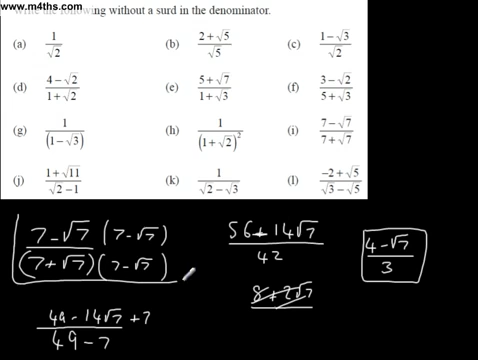 www.m4ths.com
Write the following without a surd in the denominator.
(a) 1/√2 (b) (2 + √5)/√5 (c) (1 − √3)/√2
(d) (4 − √2)/(1 + √2) (e) (5 + √7)/(1 + √3) (f) (3 − √2)/(5 + √3)
(g) 1/(1 − √3) (h) 1/(1 + √2)² (i) (7 − √7)/(7 + √7)
(j) (1 + √11)/(√2 − 1) (k) 1/(√2 − √3) (l) (−2 + √5)/(√3 − √5)
7 − √7 (7 − √7)
(7 + √7) (7 − √7)
56 + 14√7
42
8 + 2√7
4 − √7
3
49 − 14√7 + 7
49 − 7